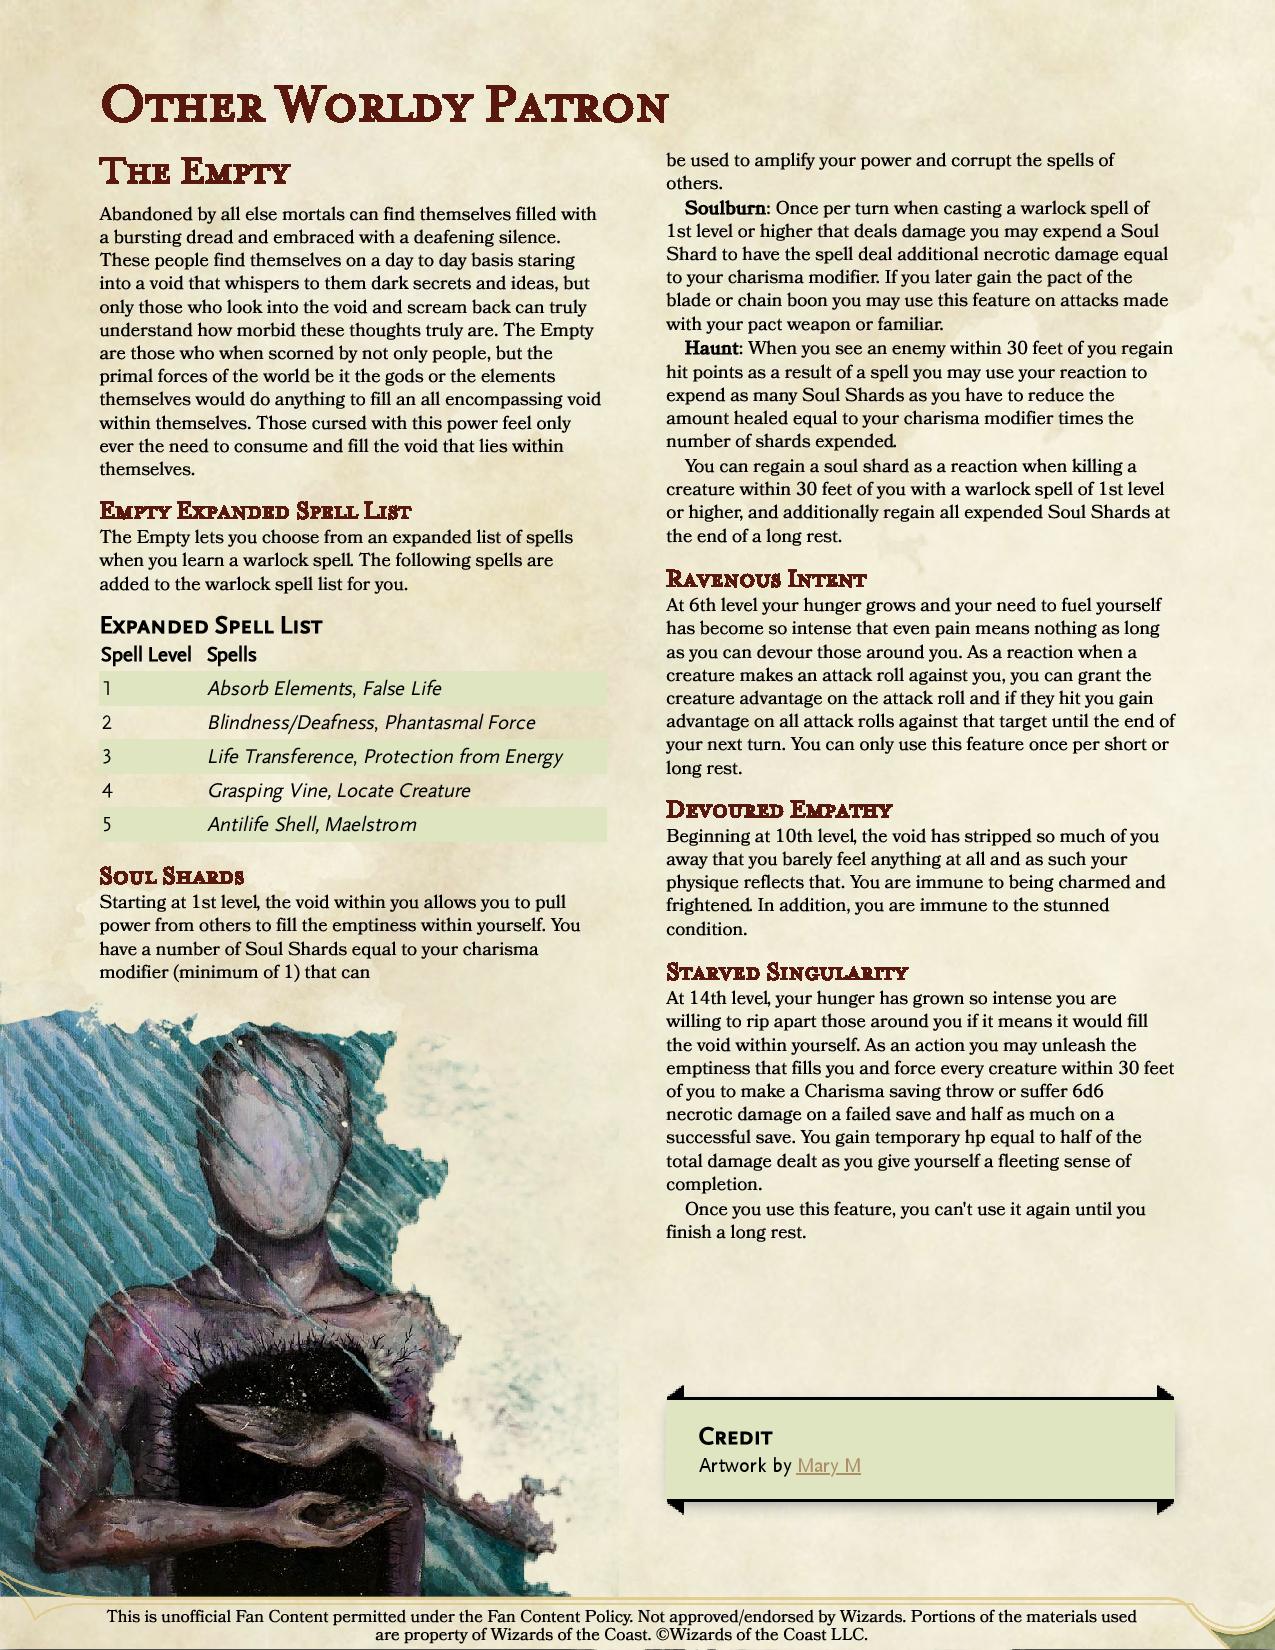 Other Worldy Patron
The Empty
Abandoned by all else mortals can find themselves filled with
a bursting dread and embraced with a deafening silence.
These people find themselves on a day to day basis staring
into a void that whispers to them dark secrets and ideas, but
only those who look into the void and scream back can truly
understand how morbid these thoughts truly are. The Empty
are those who when scorned by not only people, but the
primal forces of the world be it the gods or the elements
themselves would do anything to fill an all encompassing void
within themselves. Those cursed with this power feel only
ever the need to consume and fill the void that lies within
themselves.
Empty Expanded Spell List
The Empty lets you choose from an expanded list of spells
when you learn a warlock spell. The following spells are
added to the warlock spell list for you.
Expanded Spell List
Spell Level Spells
1 Absorb Elements, False Life
2 Blindness/Deafness, Phantasmal Force
3 Life Transference, Protection from Energy
4 Grasping Vine, Locate Creature
5 Antilife Shell, Maelstrom
Soul Shards
Starting at 1st level, the void within you allows you to pull
power from others to fill the emptiness within yourself. You
have a number of Soul Shards equal to your charisma
modifier (minimum of 1) that can
be used to amplify your power and corrupt the spells of
others.
Soulburn: Once per turn when casting a warlock spell of
1st level or higher that deals damage you may expend a Soul
Shard to have the spell deal additional necrotic damage equal
to your charisma modifier. If you later gain the pact of the
blade or chain boon you may use this feature on attacks made
with your pact weapon or familiar.
Haunt: When you see an enemy within 30 feet of you regain
hit points as a result of a spell you may use your reaction to
expend as many Soul Shards as you have to reduce the
amount healed equal to your charisma modifier times the
number of shards expended.
You can regain a soul shard as a reaction when killing a
creature within 30 feet of you with a warlock spell of 1st level
or higher, and additionally regain all expended Soul Shards at
the end of a long rest.
Ravenous Intent
At 6th level your hunger grows and your need to fuel yourself
has become so intense that even pain means nothing as long
as you can devour those around you. As a reaction when a
creature makes an attack roll against you, you can grant the
creature advantage on the attack roll and if they hit you gain
advantage on all attack rolls against that target until the end of
your next turn. You can only use this feature once per short or
long rest.
Devoured Empathy
Beginning at 10th level, the void has stripped so much of you
away that you barely feel anything at all and as such your
physique reflects that. You are immune to being charmed and
frightened. In addition, you are immune to the stunned
condition.
Starved Singularity
At 14th level, your hunger has grown so intense you are
willing to rip apart those around you if it means it would fill
the void within yourself. As an action you may unleash the
emptiness that fills you and force every creature within 30 feet
of you to make a Charisma saving throw or suffer 6d6
necrotic damage on a failed save and half as much on a
successful save. You gain temporary hp equal to half of the
total damage dealt as you give yourself a fleeting sense of
completion.
Once you use this feature, you can't use it again until you
finish a long rest.
Credit
Artwork by Mary M
This is unofficial Fan Content permitted under the Fan Content Policy. Not approved/endorsed by Wizards. Portions of the materials used
are property of Wizards of the Coast. ©Wizards of the Coast LLC.